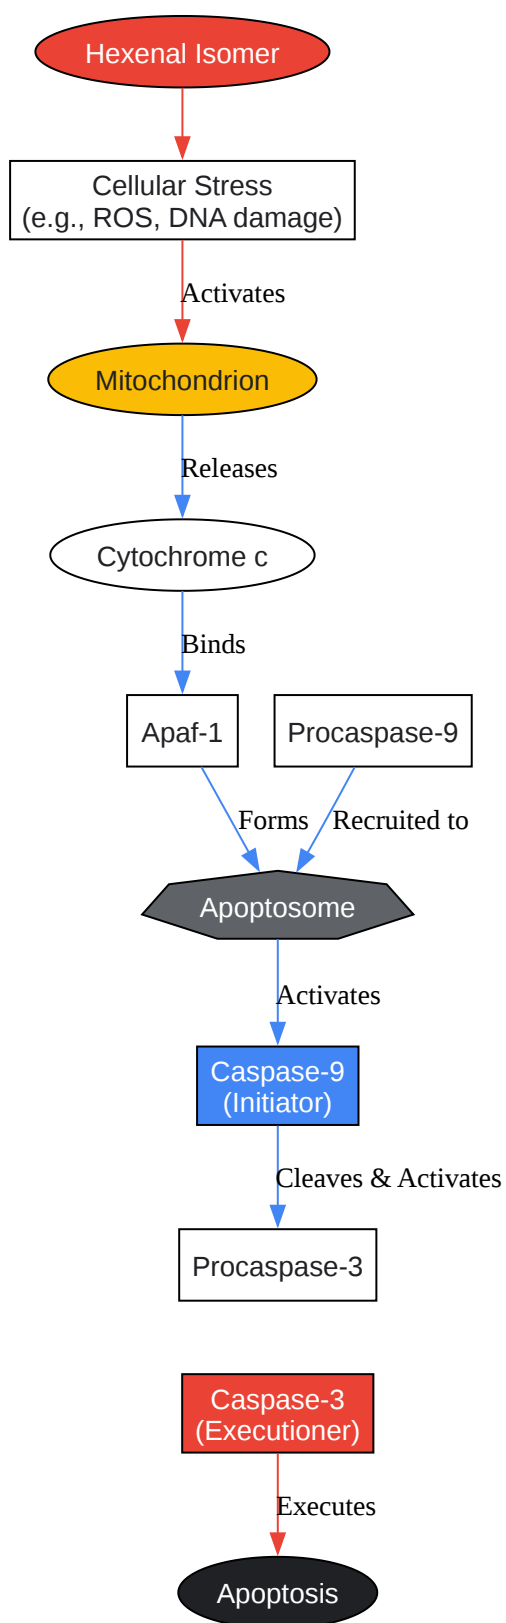 Hexenal Isomer
Cellular Stress
(e.g., ROS, DNA damage)
Activates
Mitochondrion
Releases
Cytochrome c
Binds
Apaf-1
Procaspase-9
Forms
Recruited to
Apoptosome
Activates
Caspase-9
(Initiator)
Cleaves & Activates
Procaspase-3
Caspase-3
(Executioner)
Executes
Apoptosis